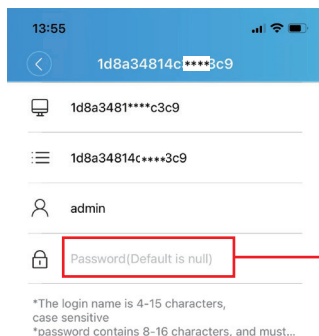 13:55
1d8a34814c****3c9
1d8a3481****c3c9
1d8a34814c****3c9
admin
Password(Default is null)
*The login name is 4-15 characters,
case sensitive
*password contains 8-16 characters, and must...